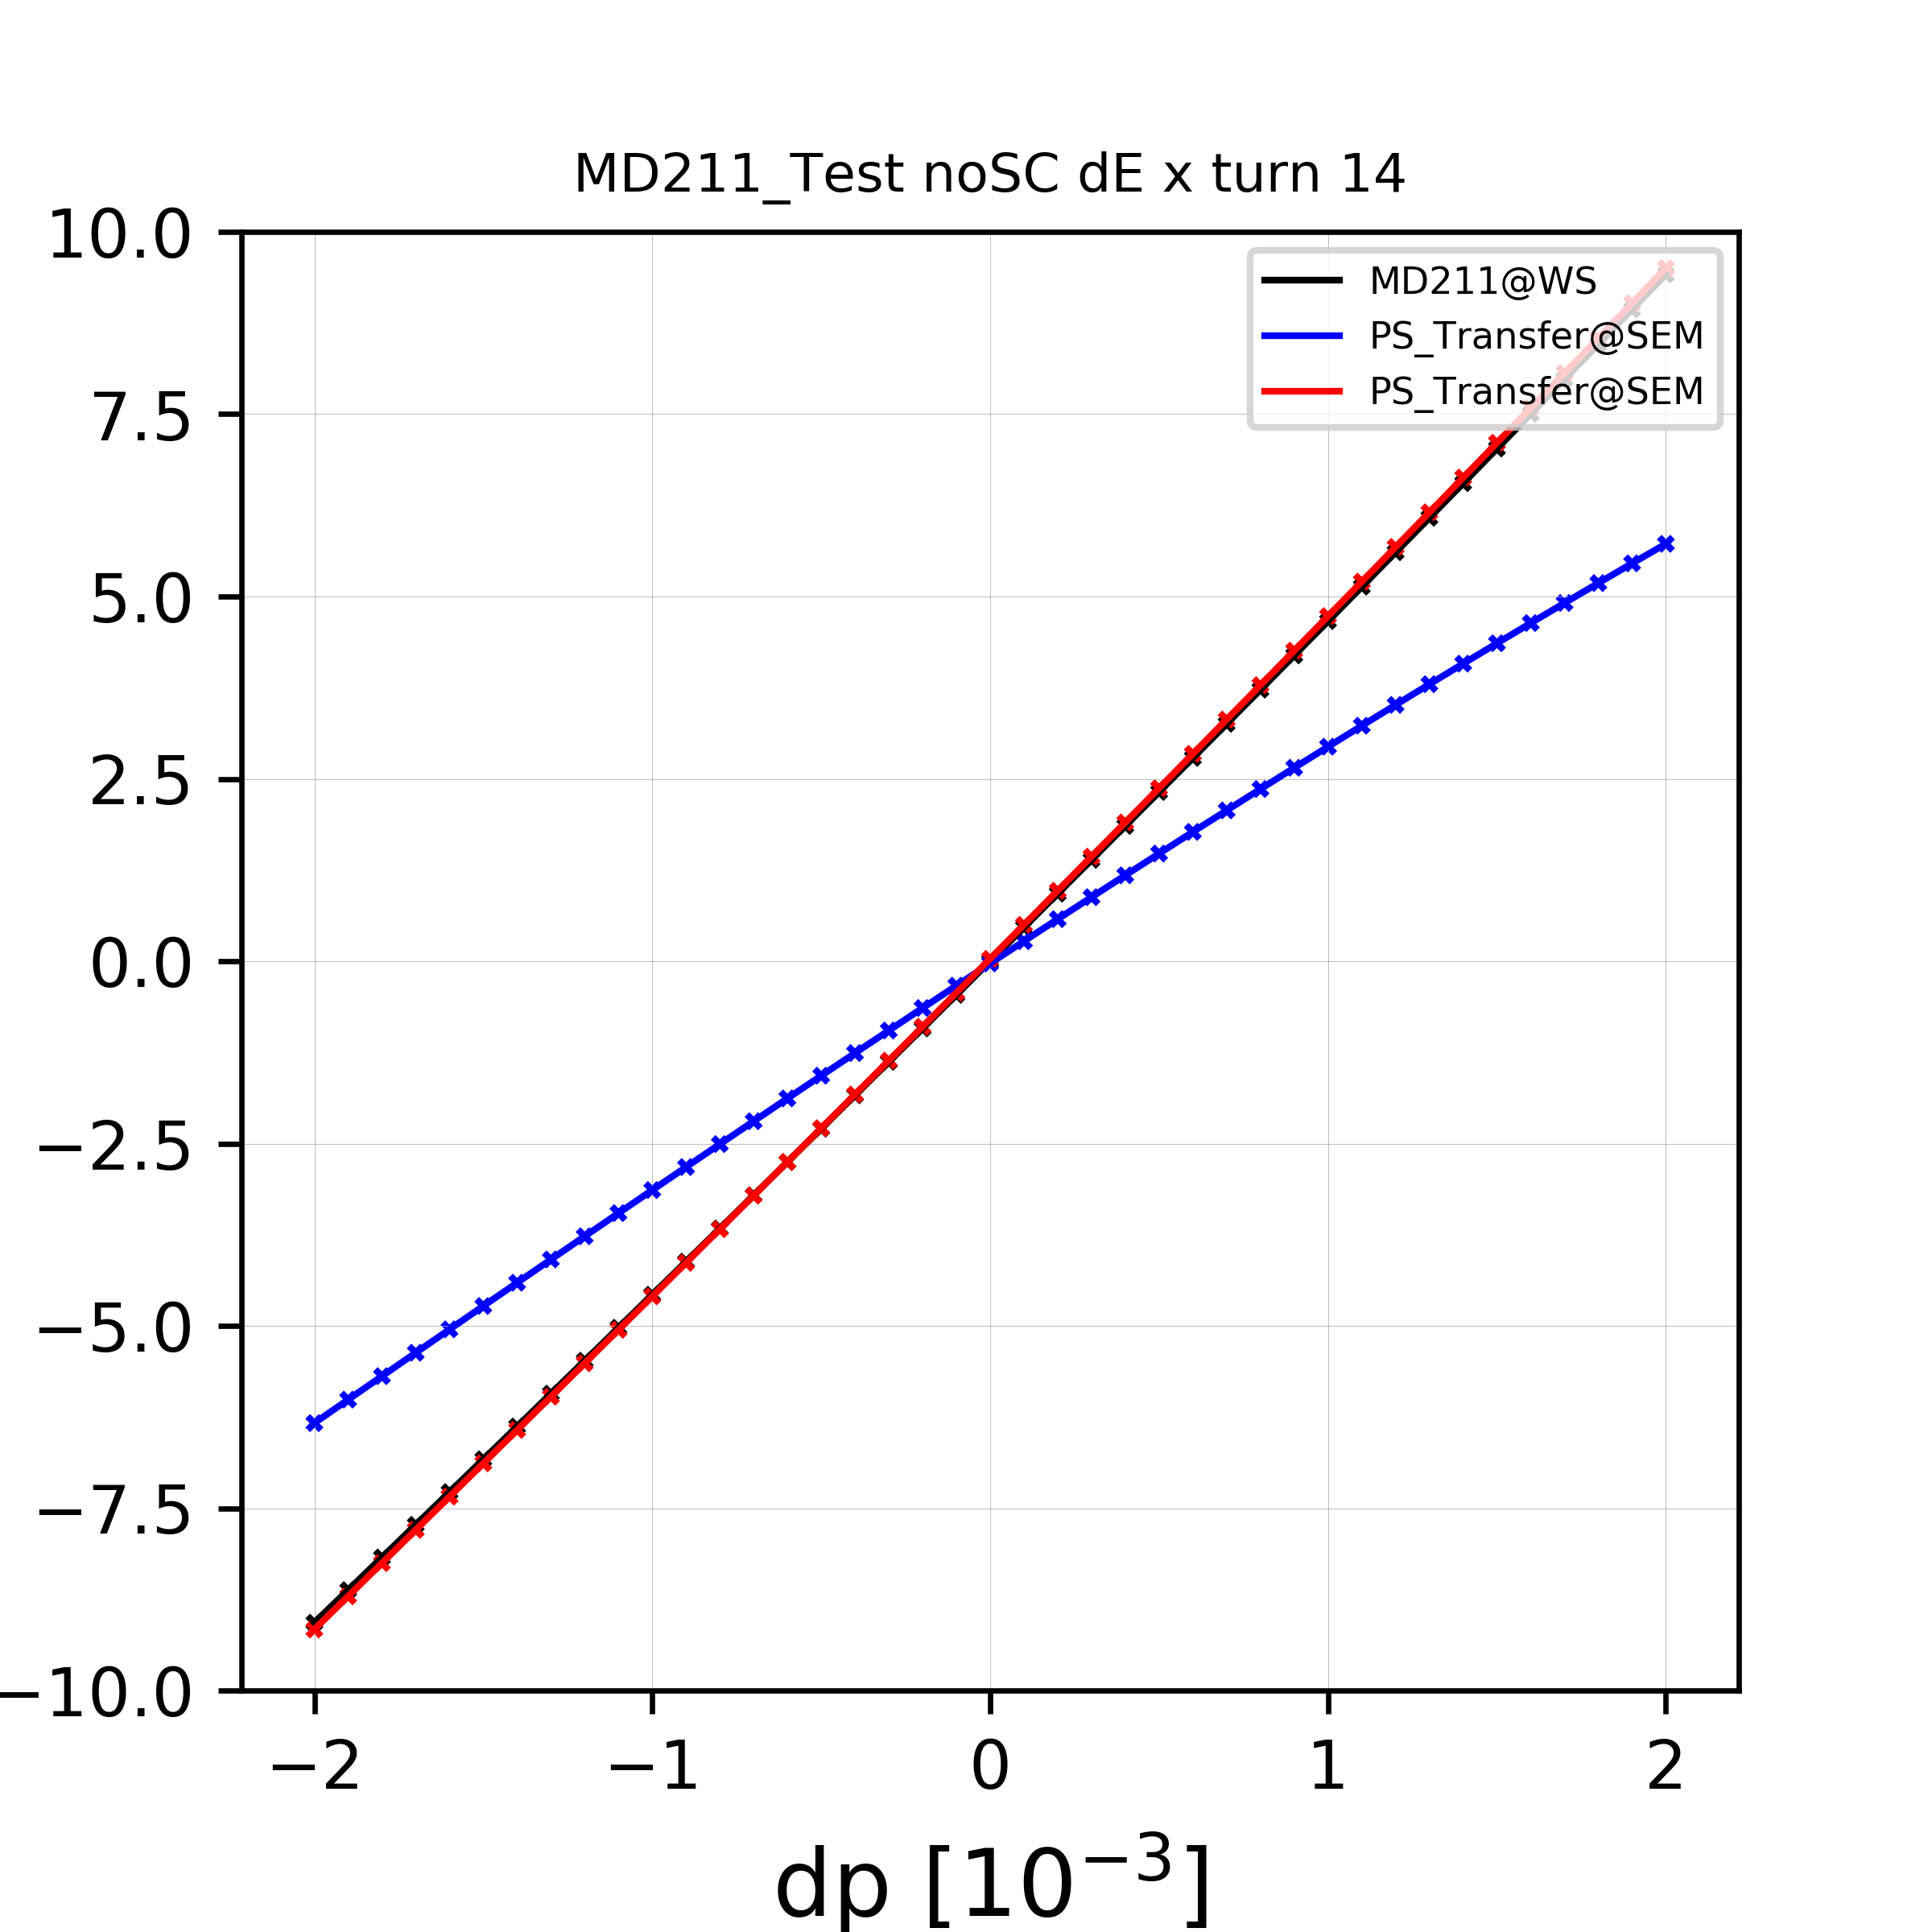 MD211_Test noSC dE x turn 14
10.0
7.5
5.0
2.5
0.0
−2.5
−5.0
−7.5
−10.0
MD211@WS
PS_Transfer@SEM
PS_Transfer@SEM
−2 −1 0 1 2
dp [10⁻³]